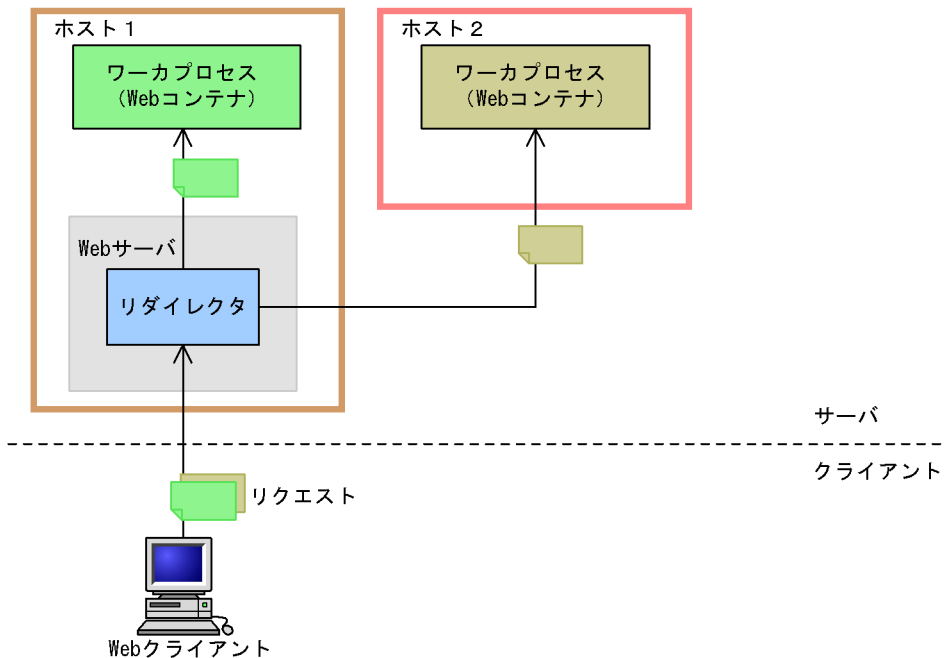 ホスト1
ワーカプロセス
(Webコンテナ)
ホスト2
ワーカプロセス
(Webコンテナ)
Webサーバ
リダイレクタ
サーバ
クライアント
リクエスト
Webクライアント